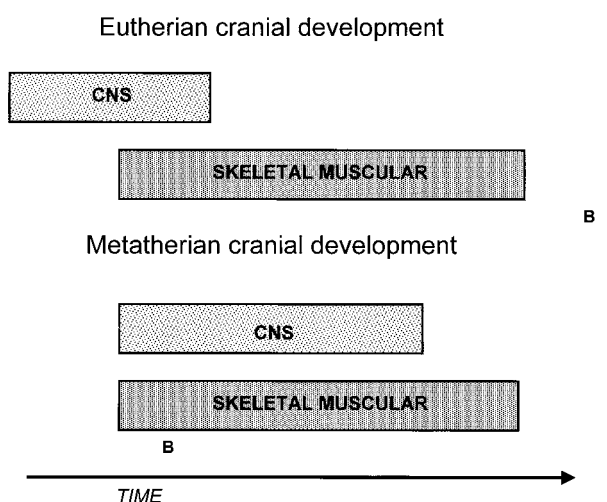 Eutherian cranial development
CNS
SKELETAL MUSCULAR
B
Metatherian cranial development
CNS
SKELETAL MUSCULAR
B
TIME